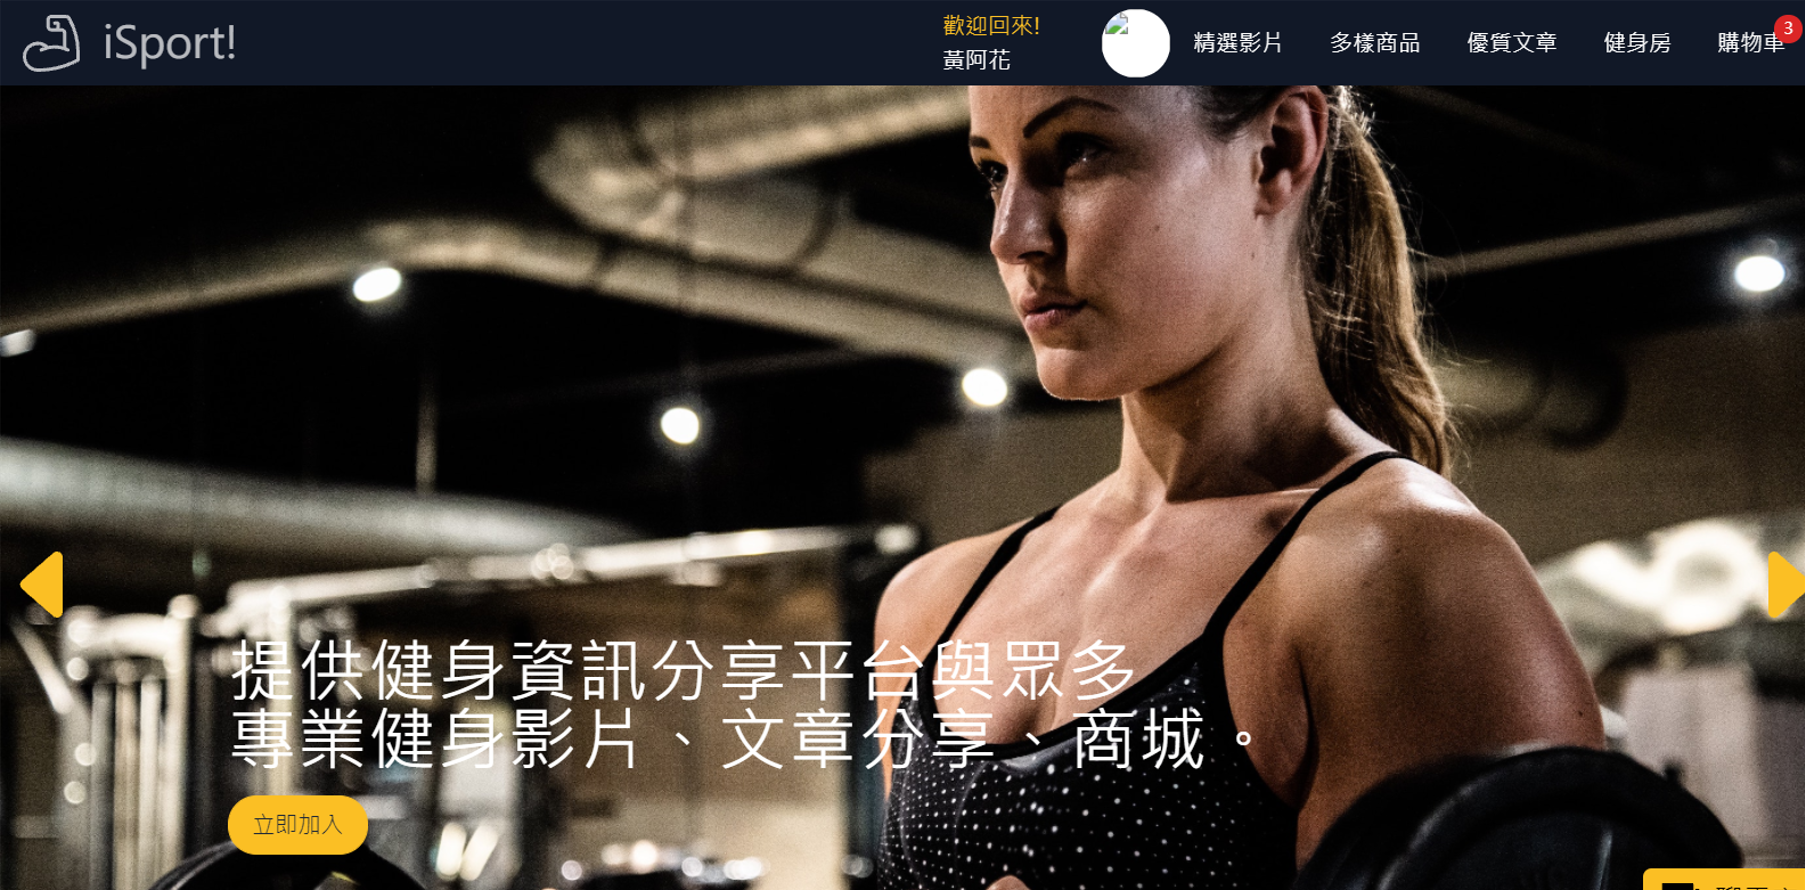 iSport!
歡迎回來!
黃阿花
精選影片
多樣商品
優質文章
健身房
購物車
3
提供健身資訊分享平台與眾多
專業健身影片、文章分享、商城。
立即加入